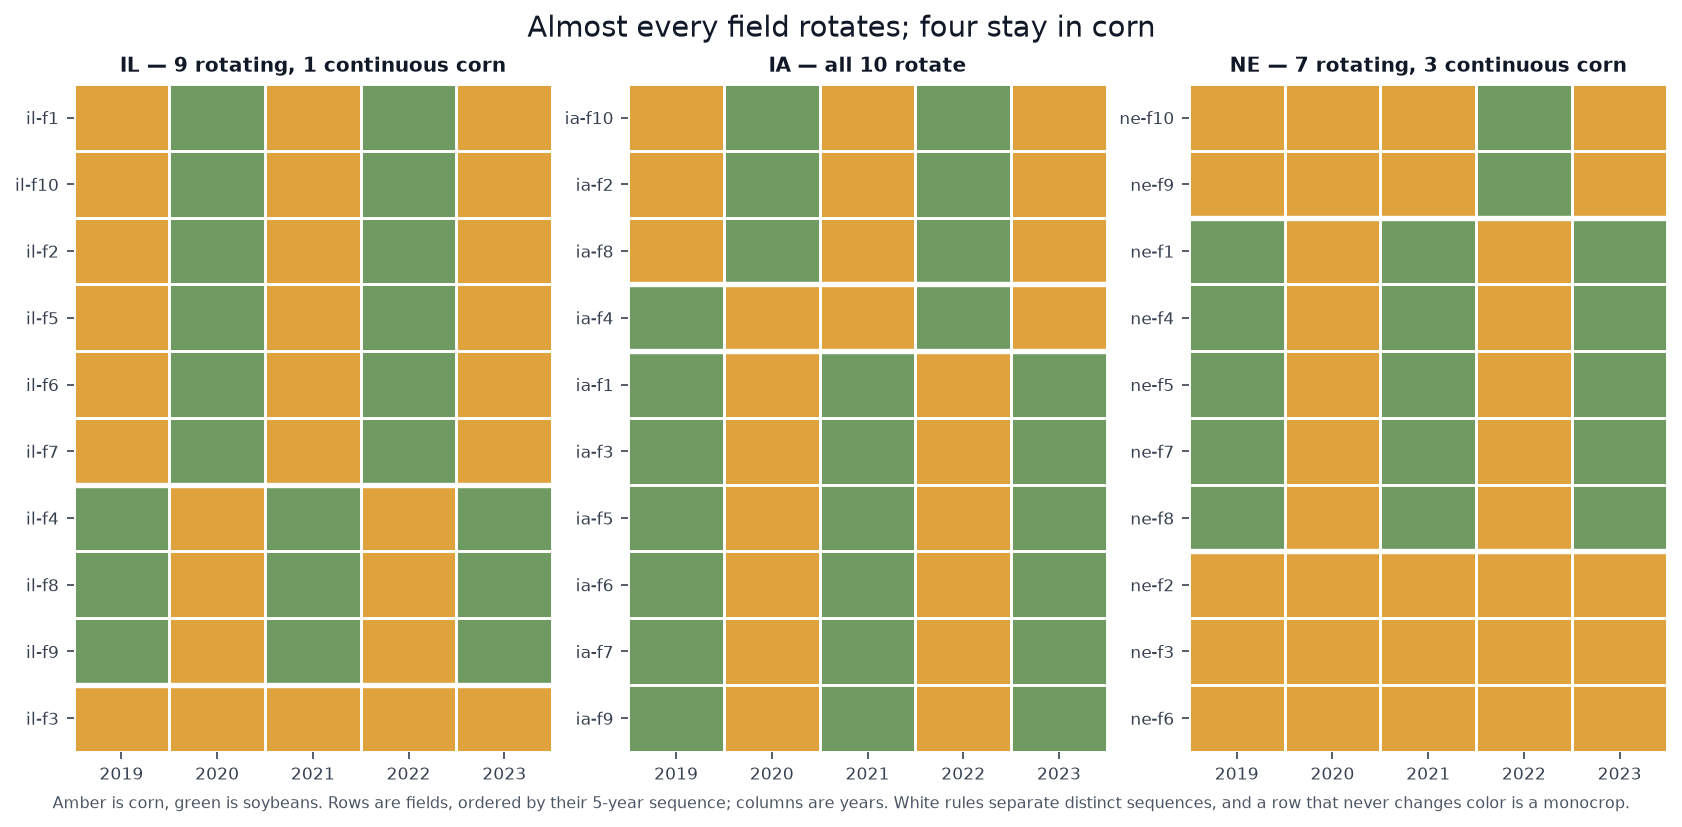 Almost every field rotates; four stay in corn
IL — 9 rotating, 1 continuous corn
il-f1
il-f10
il-f2
il-f5
il-f6
il-f7
il-f4
il-f8
il-f9
il-f3
2019 2020 2021 2022 2023
IA — all 10 rotate
ia-f10
ia-f2
ia-f8
ia-f4
ia-f1
ia-f3
ia-f5
ia-f6
ia-f7
ia-f9
2019 2020 2021 2022 2023
NE — 7 rotating, 3 continuous corn
ne-f10
ne-f9
ne-f1
ne-f4
ne-f5
ne-f7
ne-f8
ne-f2
ne-f3
ne-f6
2019 2020 2021 2022 2023
Amber is corn, green is soybeans. Rows are fields, ordered by their 5-year sequence; columns are years. White rules separate distinct sequences, and a row that never changes color is a monocrop.